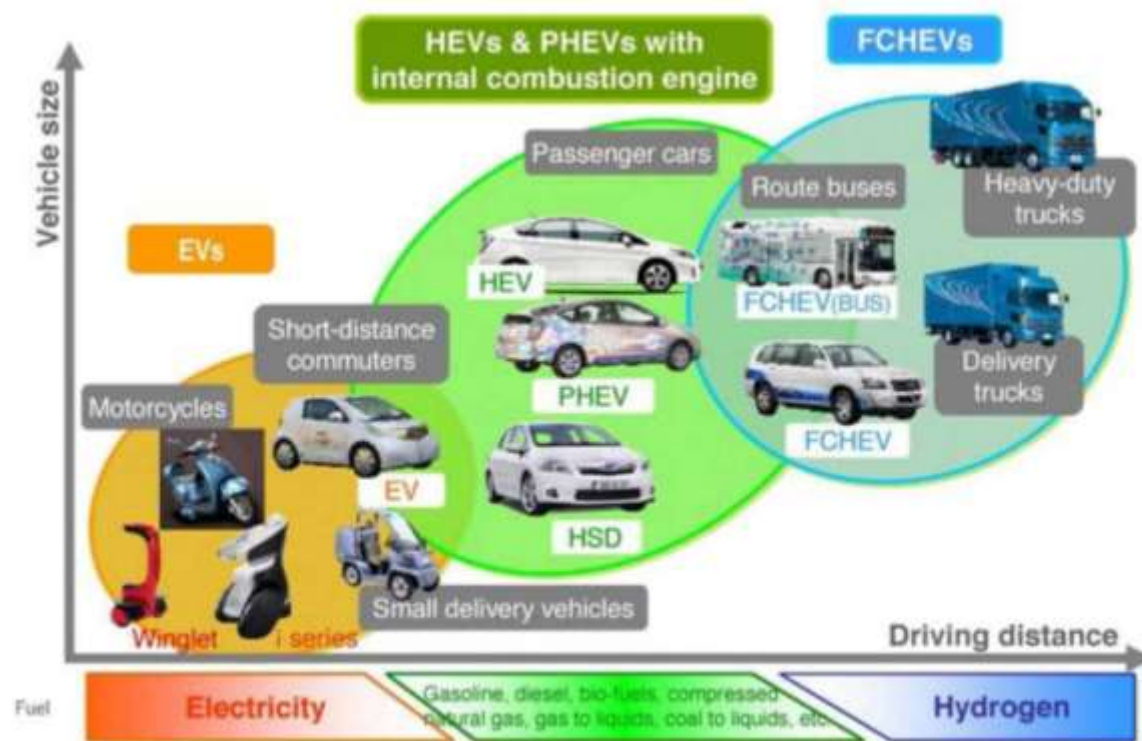 HEVs & PHEVs with
internal combustion engine
FCHEVs
Vehicle size
Passenger cars
Route buses
Heavy-duty
trucks
EVs
HEV
FCHEV(BUS)
Short-distance
commuters
PHEV
Delivery
trucks
Motorcycles
FCHEV
EV
HSD
Small delivery vehicles
Winglet
i series
Driving distance
Fuel
Electricity
Gasoline, diesel, bio-fuels, compressed
natural gas, gas to liquids, coal to liquids, etc.
Hydrogen